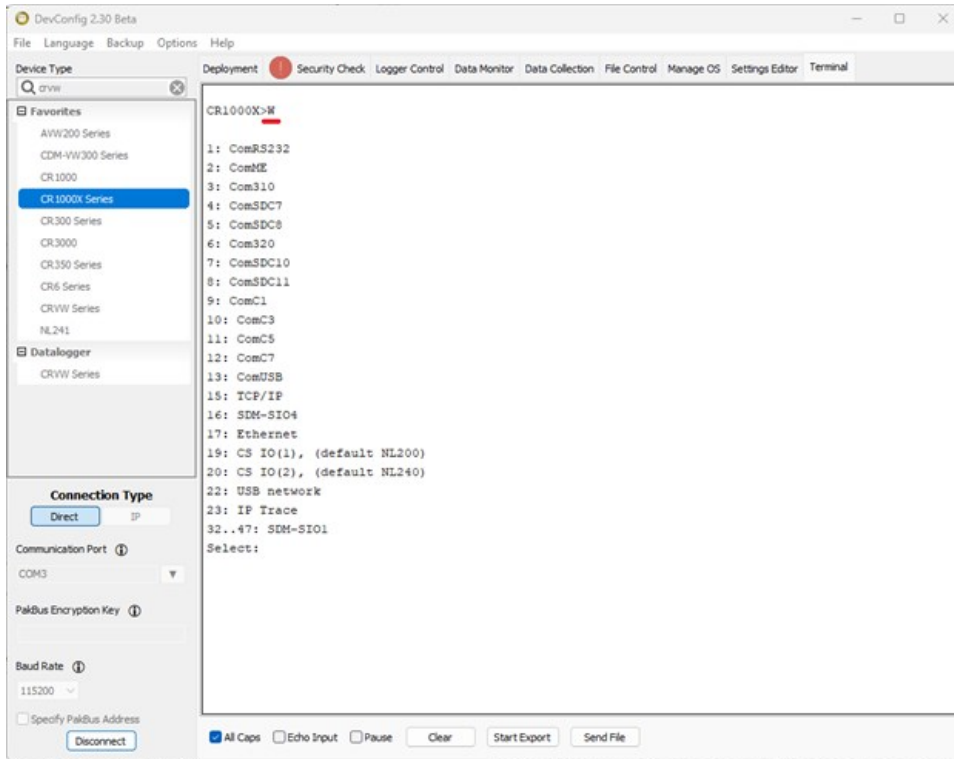 DevConfig 2.30 Beta
File Language Backup Options Help
Device Type
crvw
Favorites
AVW200 Series
CDM-VW300 Series
CR1000
CR1000X Series
CR300 Series
CR3000
CR350 Series
CR6 Series
CRVW Series
NL241
Datalogger
CRVW Series
Connection Type
Direct IP
Communication Port
COM3
PakBus Encryption Key
Baud Rate
115200
Specify PakBus Address
Disconnect
Deployment ! Security Check Logger Control Data Monitor Data Collection File Control Manage OS Settings Editor Terminal
CR1000X>W
1: ComRS232
2: ComME
3: Com310
4: ComSDC7
5: ComSDC8
6: Com320
7: ComSDC10
8: ComSDC11
9: ComC1
10: ComC3
11: ComC5
12: ComC7
13: ComUSB
15: TCP/IP
16: SDM-SIO4
17: Ethernet
19: CS IO(1), (default NL200)
20: CS IO(2), (default NL240)
22: USB network
23: IP Trace
32..47: SDM-SIO1
Select:
All Caps Echo Input Pause Clear Start Export Send File